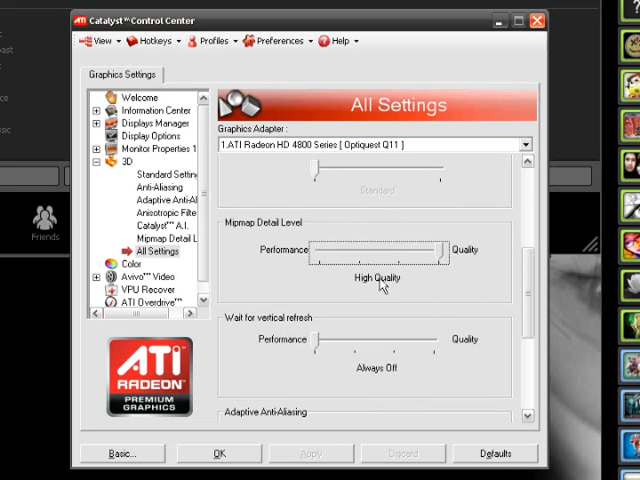 ATI Catalyst™ Control Center
View
Hotkeys
Profiles
Preferences
Help
Graphics Settings
Welcome
Information Center
Displays Manager
Display Options
Monitor Properties 1
3D
Standard Settin
Anti-Aliasing
Adaptive Anti-Al
Anisotropic Filte
Catalyst™ A.I.
Mipmap Detail L
All Settings
Color
Avivo™ Video
VPU Recover
ATI Overdrive™
ATI
RADEON
PREMIUM
GRAPHICS
All Settings
Graphics Adapter :
1.ATI Radeon HD 4800 Series [ Optiquest Q11 ]
Standard
Mipmap Detail Level
Performance
Quality
High Quality
Wait for vertical refresh
Performance
Quality
Always Off
Adaptive Anti-Aliasing
Basic...
OK
Apply
Discard
Defaults
Friends